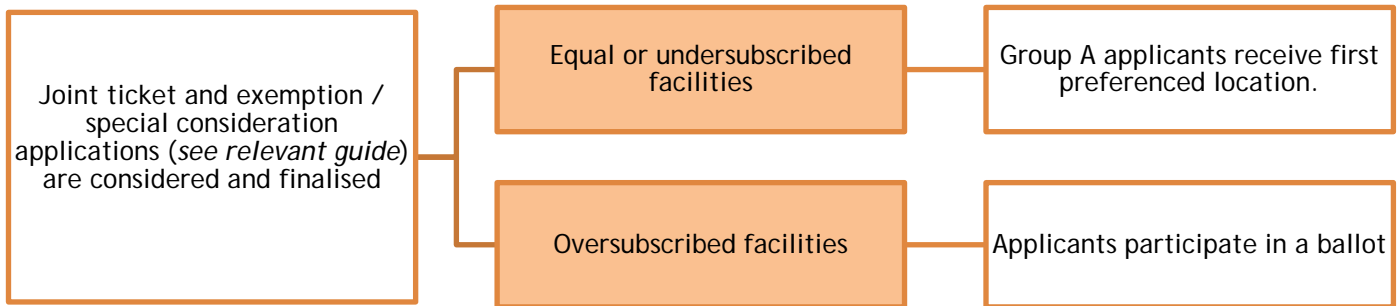 Joint ticket and exemption /
special consideration
applications (see relevant guide)
are considered and finalised
Equal or undersubscribed
facilities
Group A applicants receive first
preferenced location.
Oversubscribed facilities
Applicants participate in a ballot